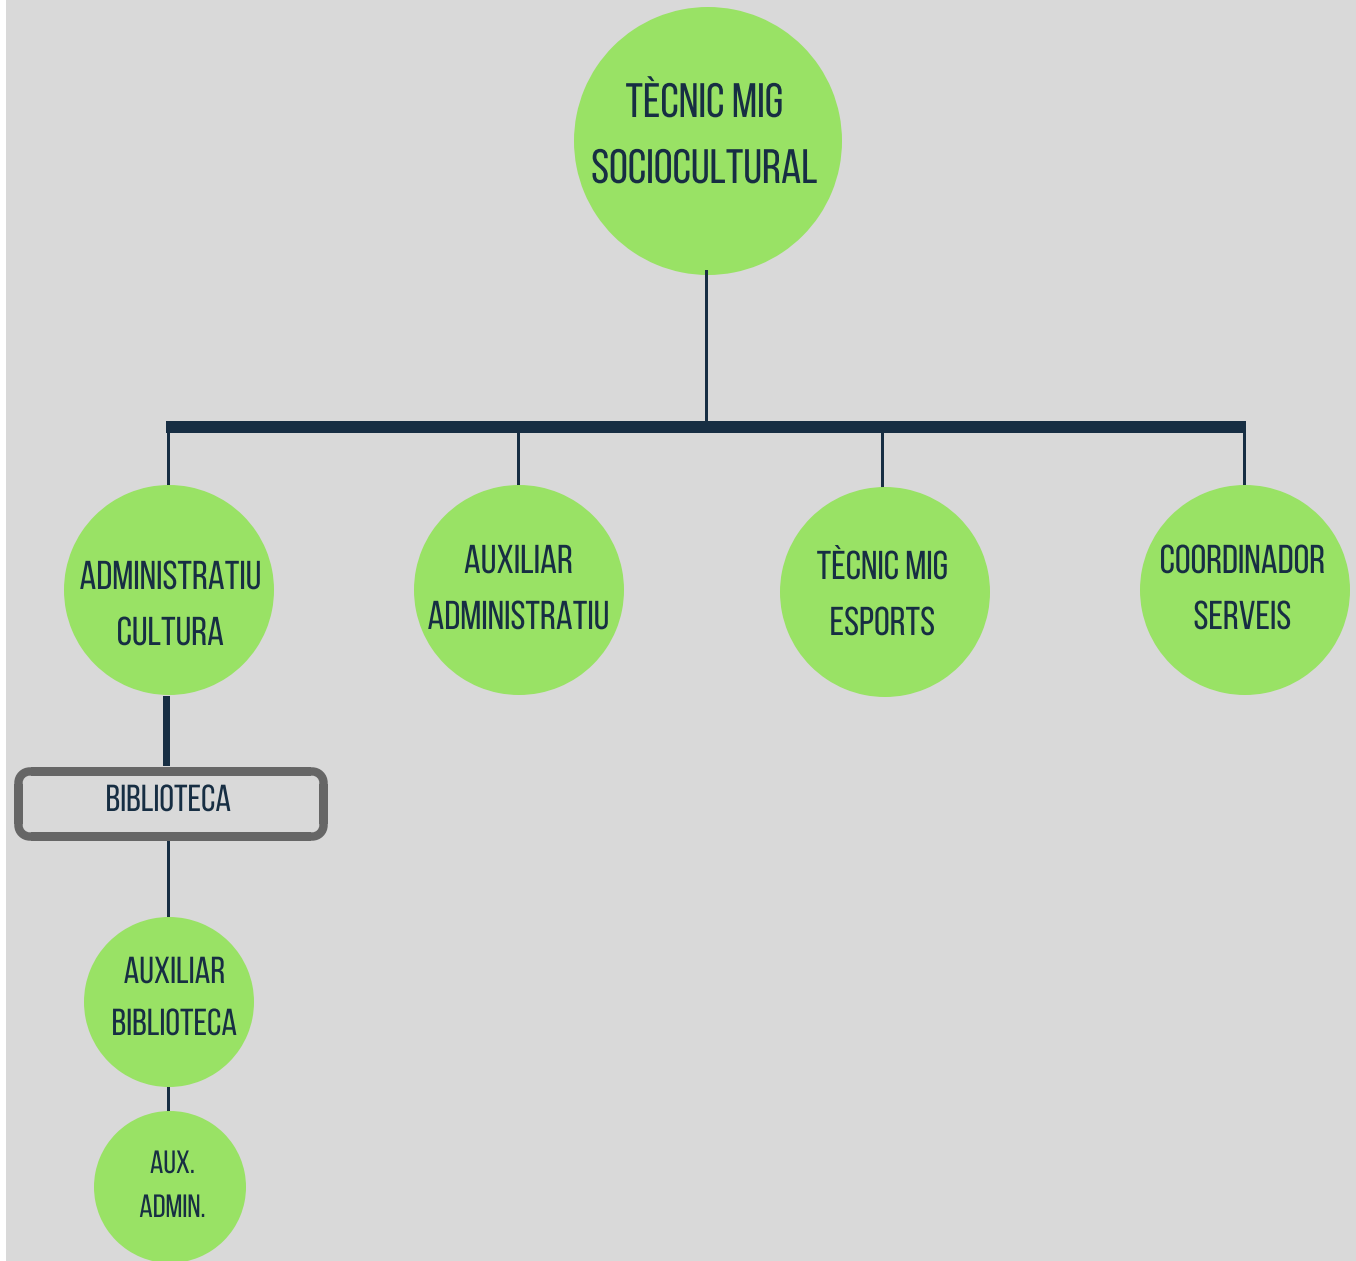 TÈCNIC MIG
SOCIOCULTURAL
ADMINISTRATIU
CULTURA
AUXILIAR
ADMINISTRATIU
TÈCNIC MIG
ESPORTS
COORDINADOR
SERVEIS
BIBLIOTECA
AUXILIAR
BIBLIOTECA
AUX.
ADMIN.